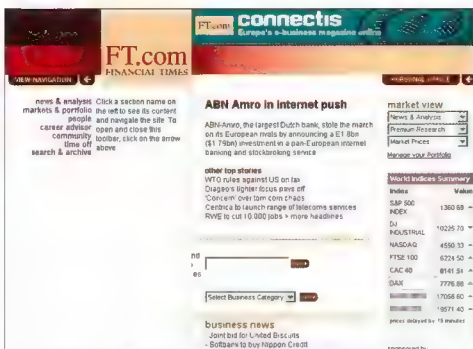 FT.com connectis
Europe's e-business magazine online
FT.com
FINANCIAL TIMES
VIEW NAVIGATION
news & analysis
markets & portfolio
people
career advisor
community
time off
search & archive
Click a section name on
the left to see its content
and navigate the site To
open and close this
toolbar, click on the arrow
above
ABN Amro in internet push
ABN-Amro, the largest Dutch bank, stole the march
on its European rivals by announcing a E1 8bn
($1 79bn) investment in a pan-European internet
banking and stockbroking service
other top stories
WTO rules against US on tax
Diageo's lighter focus pays off
'Concern' over tom com chaos
Centrica to launch range of telecoms services
RWE to cut 10 000 jobs > more headlines
nd
es
Select Business Category
business news
- Joint bid for United Biscuits
- Softbank to buy Nippon Credit
market view
News & Analysis
Premium Research
Market Prices
Manage your Portfolio
World Indices Summary
Index Value
S&P 500 INDEX 1360 69
DJ INDUSTRIAL 10225 70
NASDAQ 4550 33
FTSE 100 6224 50
CAC 40 6141 54
DAX 7776 88
17058 60
19571 40
prices delayed by 15 minutes
sponsored by